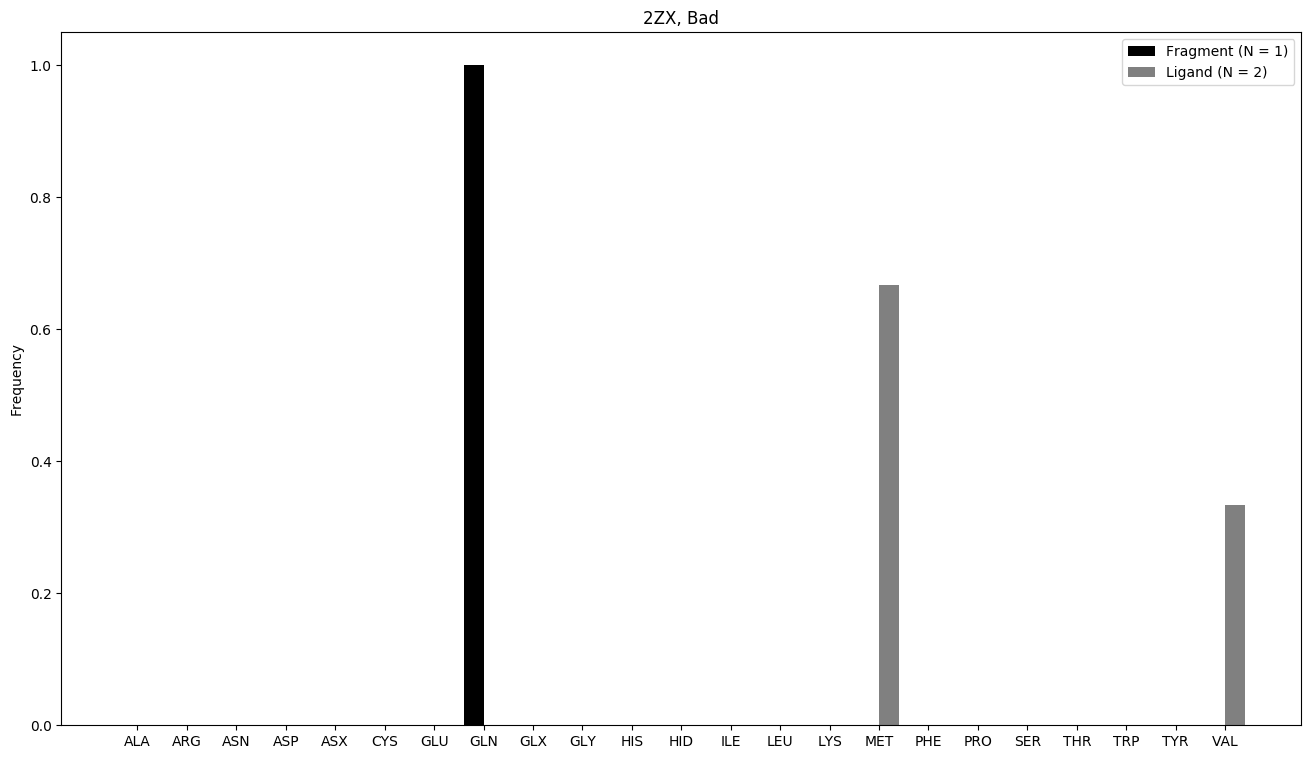 2ZX, Bad
Fragment (N = 1)
Ligand (N = 2)
Frequency
1.0
0.8
0.6
0.4
0.2
0.0
ALA ARG ASN ASP ASX CYS GLU GLN GLX GLY HIS HID ILE LEU LYS MET PHE PRO SER THR TRP TYR VAL